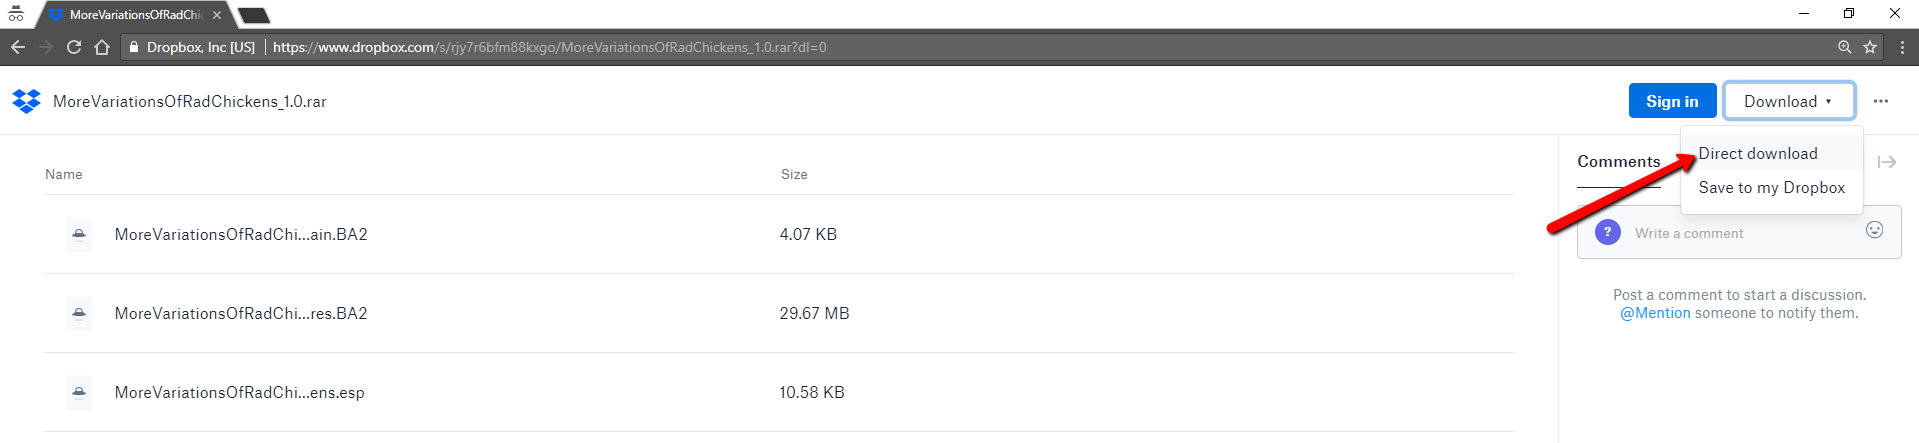 MoreVariationsOfRadChi
Dropbox, Inc [US] | https://www.dropbox.com/s/rjy7r6bfm88kxgo/MoreVariationsOfRadChickens_1.0.rar?dl=0
MoreVariationsOfRadChickens_1.0.rar
Sign in
Download
Direct download
Save to my Dropbox
Comments
Name
Size
MoreVariationsOfRadChi...ain.BA2
4.07 KB
MoreVariationsOfRadChi...res.BA2
29.67 MB
MoreVariationsOfRadChi...ens.esp
10.58 KB
?
Write a comment
Post a comment to start a discussion.
@Mention someone to notify them.